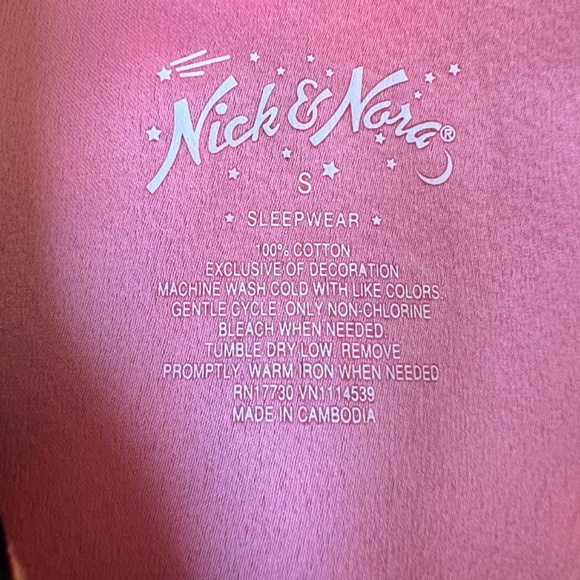 Nick & Nora®
S
SLEEPWEAR
100% COTTON
EXCLUSIVE OF DECORATION
MACHINE WASH COLD WITH LIKE COLORS.
GENTLE CYCLE. ONLY NON-CHLORINE
BLEACH WHEN NEEDED.
TUMBLE DRY LOW. REMOVE
PROMPTLY. WARM IRON WHEN NEEDED
RN17730 VN1114539
MADE IN CAMBODIA